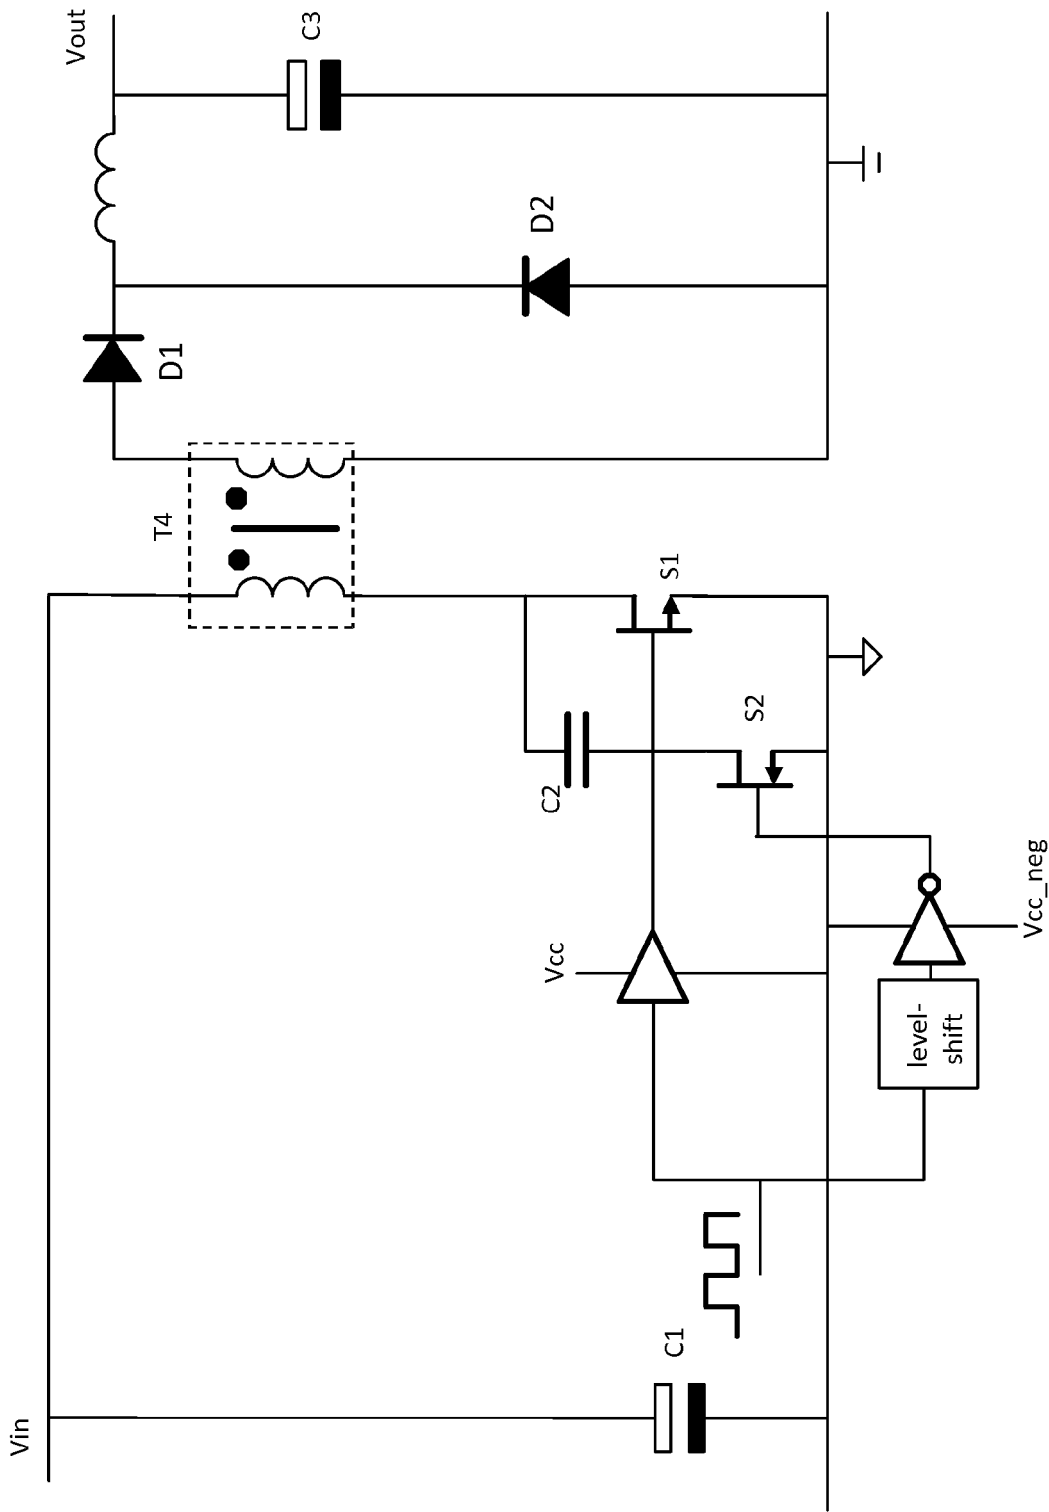 Vin
C1
Vcc
level-
shift
Vcc_neg
C2
S2
S1
T4
D1
D2
Vout
C3